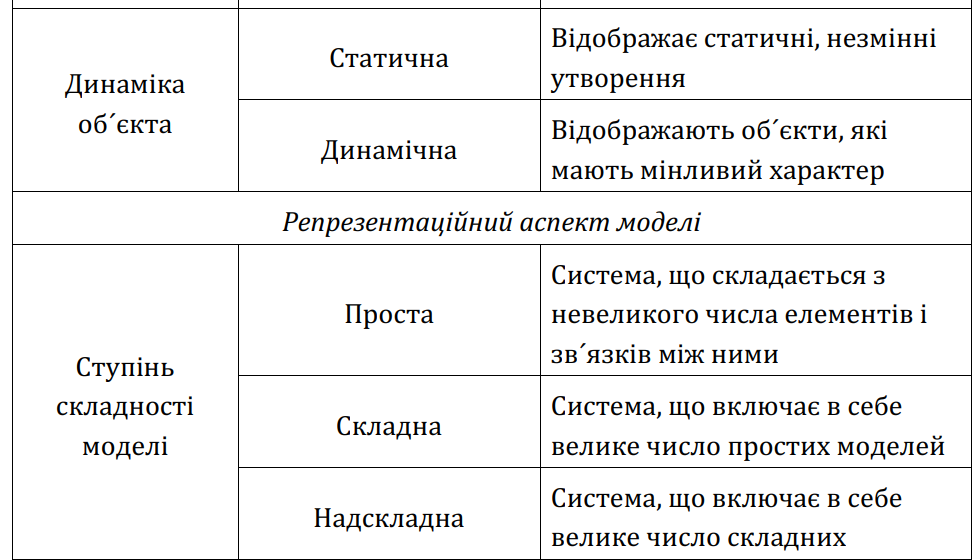 Динаміка
об´єкта
Статична
Відображає статичні, незмінні
утворення
Динамічна
Відображають об´єкти, які
мають мінливий характер
Репрезентаційний аспект моделі
Ступінь
складності
моделі
Проста
Система, що складається з
невеликого числа елементів і
зв´язків між ними
Складна
Система, що включає в себе
велике число простих моделей
Надскладна
Система, що включає в себе
велике число складних